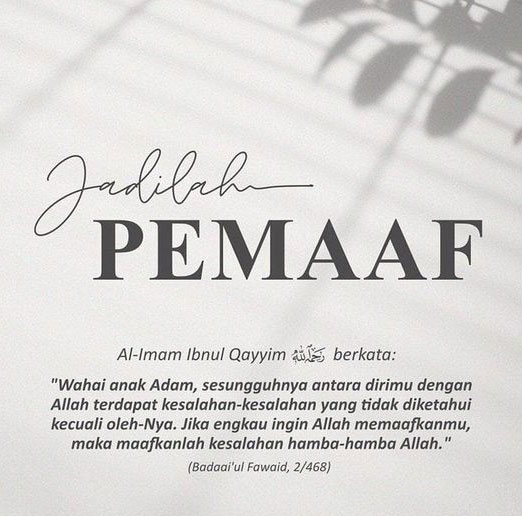 Jadilah
PEMAAF
Al-Imam Ibnul Qayyim رحمه الله berkata:
"Wahai anak Adam, sesungguhnya antara dirimu dengan
Allah terdapat kesalahan-kesalahan yang tidak diketahui
kecuali oleh-Nya. Jika engkau ingin Allah memaafkanmu,
maka maafkanlah kesalahan hamba-hamba Allah."
(Badaai'ul Fawaid, 2/468)